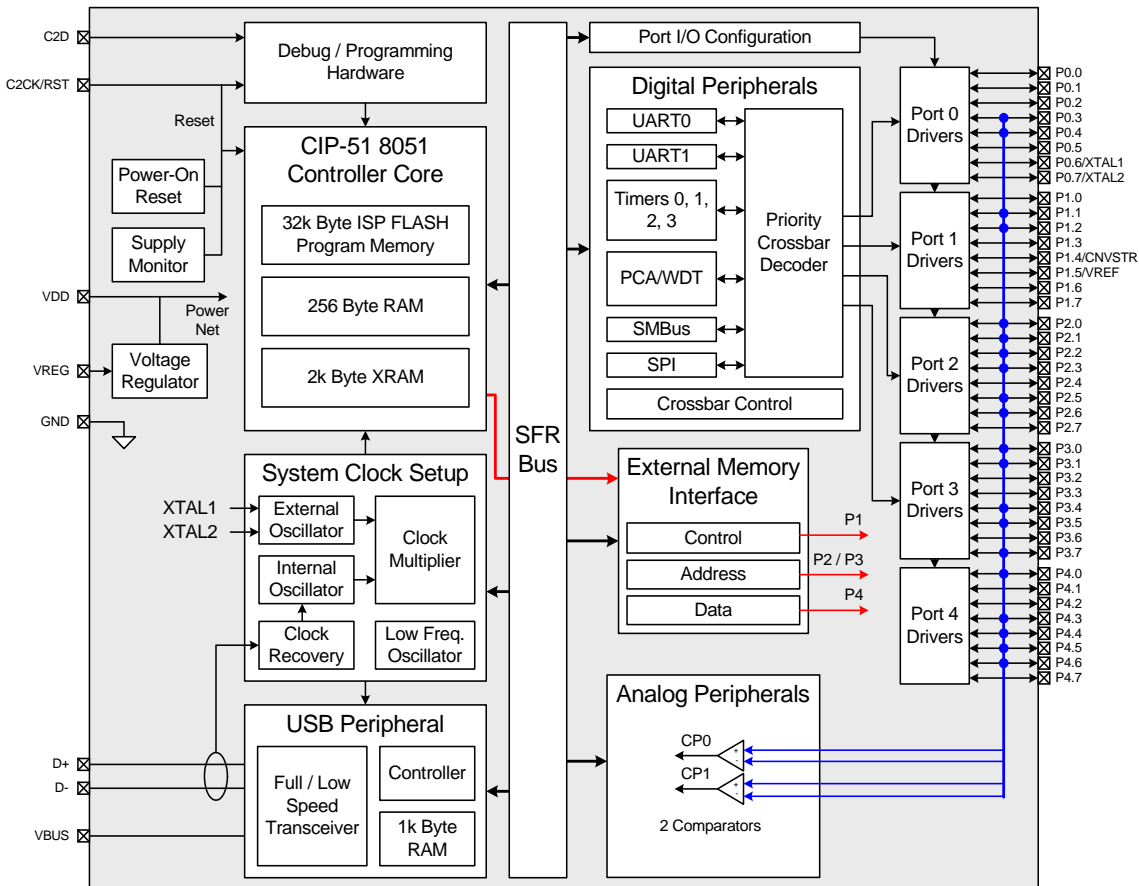 C2D
C2CK/RST
Debug / Programming
Hardware
Reset
Power-On
Reset
Supply
Monitor
VDD
Power
Net
VREG
Voltage
Regulator
GND
CIP-51 8051
Controller Core
32k Byte ISP FLASH
Program Memory
256 Byte RAM
2k Byte XRAM
System Clock Setup
XTAL1
XTAL2
External
Oscillator
Internal
Oscillator
Clock
Multiplier
Clock
Recovery
Low Freq.
Oscillator
USB Peripheral
D+
D-
VBUS
Full / Low
Speed
Transceiver
Controller
1k Byte
RAM
SFR
Bus
Port I/O Configuration
Digital Peripherals
UART0
UART1
Timers 0, 1,
2, 3
PCA/WDT
SMBus
SPI
Priority
Crossbar
Decoder
Crossbar Control
External Memory
Interface
Control
Address
Data
P1
P2 / P3
P4
Analog Peripherals
CP0
+
-
CP1
+
-
2 Comparators
Port 0
Drivers
Port 1
Drivers
Port 2
Drivers
Port 3
Drivers
Port 4
Drivers
P0.0
P0.1
P0.2
P0.3
P0.4
P0.5
P0.6/XTAL1
P0.7/XTAL2
P1.0
P1.1
P1.2
P1.3
P1.4/CNVSTR
P1.5/VREF
P1.6
P1.7
P2.0
P2.1
P2.2
P2.3
P2.4
P2.5
P2.6
P2.7
P3.0
P3.1
P3.2
P3.3
P3.4
P3.5
P3.6
P3.7
P4.0
P4.1
P4.2
P4.3
P4.4
P4.5
P4.6
P4.7